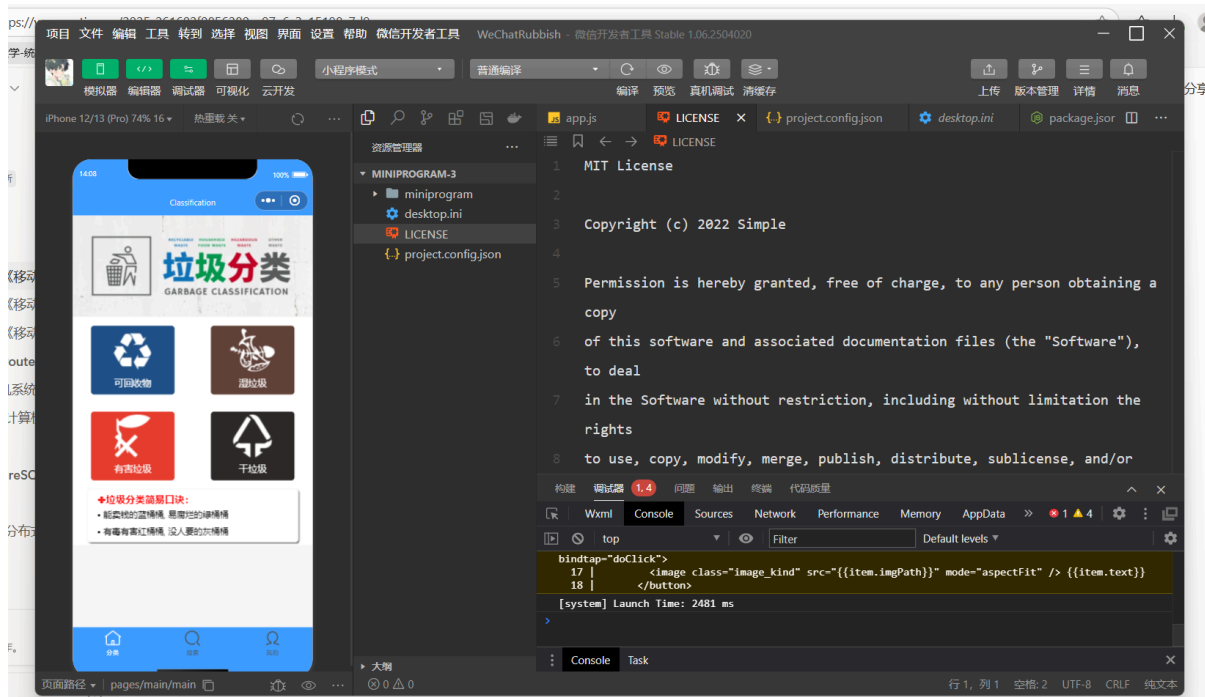 项目 文件 编辑 工具 转到 选择 视图 界面 设置 帮助 微信开发者工具 WeChatRubbish - 微信开发者工具 Stable 1.06.2504020
小程序模式 普通编译
模拟器 编辑器 调试器 可视化 云开发 编译 预览 真机调试 清缓存 上传 版本管理 详情 消息
分享
iPhone 12/13 (Pro) 74% 16 热重载 关
14:08 100%
Classification
RECYCLABLE WASTE HOUSEHOLD FOOD WASTE HAZARDOUS WASTE OTHER WASTE
垃圾分类
GARBAGE CLASSIFICATION
可回收物 湿垃圾
有害垃圾 干垃圾
+垃圾分类简易口诀:
• 能卖钱的蓝桶桶, 易腐烂的绿桶桶
• 有毒有害红桶桶, 没人要的灰桶桶
分类
页面路径 pages/main/main
资源管理器
MINIPROGRAM-3
miniprogram
desktop.ini
LICENSE
project.config.json
大纲
0 0
app.js LICENSE project.config.json desktop.ini package.jsor
LICENSE
1 MIT License
2
3 Copyright (c) 2022 Simple
4
5 Permission is hereby granted, free of charge, to any person obtaining a
copy
6 of this software and associated documentation files (the "Software"),
to deal
7 in the Software without restriction, including without limitation the
rights
8 to use, copy, modify, merge, publish, distribute, sublicense, and/or
构建 调试器 1, 4 问题 输出 终端 代码质量
Wxml Console Sources Network Performance Memory AppData » 1 4
top Filter Default levels
bindtap="doClick">
17 | <image class="image_kind" src="{{item.imgPath}}" mode="aspectFit" /> {{item.text}}
18 | </button>
[system] Launch Time: 2481 ms
Console Task
行 1, 列 1 空格: 2 UTF-8 CRLF 纯文本